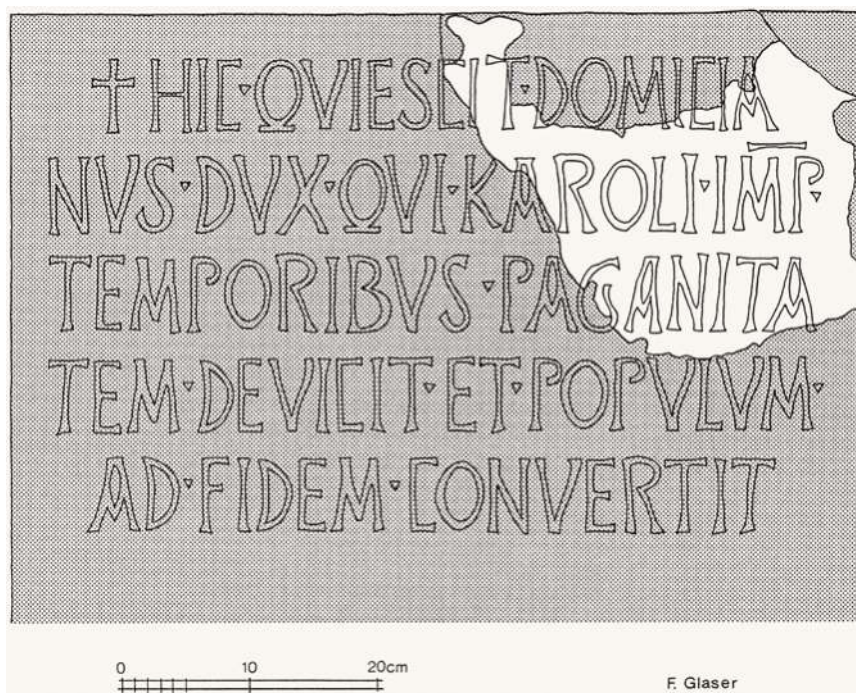 † HIC · QVIESCIT · DOMICIA
NVS · DVX · QVI · KAROLI · IMP ·
TEMPORIBVS · PAGANITA
TEM · DEVICIT · ET · POPVLVM ·
AD · FIDEM · CONVERTIT
0 10 20cm
F. Glaser